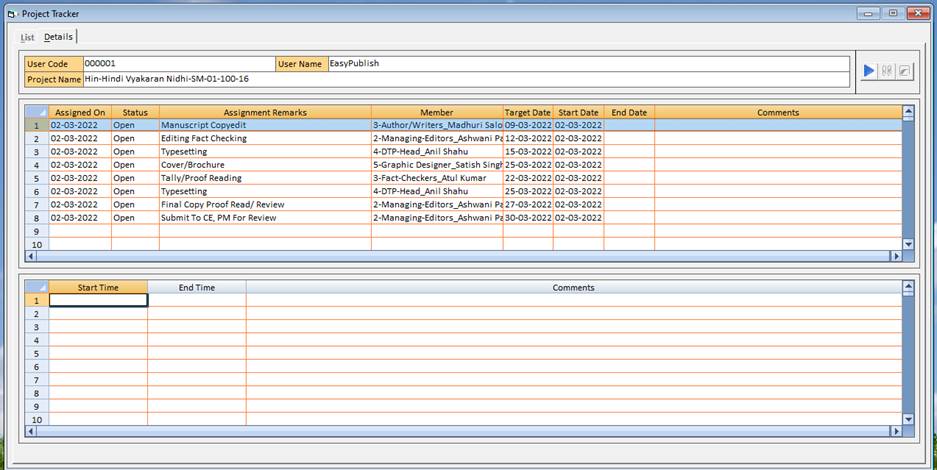 Project Tracker
List Details
User Code 000001 User Name EasyPublish
Project Name Hin-Hindi Vyakaran Nidhi-SM-01-100-16
Assigned On Status Assignment Remarks Member Target Date Start Date End Date Comments
1 02-03-2022 Open Manuscript Copyedit 3-Author/Writers_Madhuri Salo 09-03-2022 02-03-2022
2 02-03-2022 Open Editing Fact Checking 2-Managing-Editors_Ashwani Pa 12-03-2022 02-03-2022
3 02-03-2022 Open Typesetting 4-DTP-Head_Anil Shahu 15-03-2022 02-03-2022
4 02-03-2022 Open Cover/Brochure 5-Graphic Designer_Satish Singh 25-03-2022 02-03-2022
5 02-03-2022 Open Tally/Proof Reading 3-Fact-Checkers_Atul Kumar 22-03-2022 02-03-2022
6 02-03-2022 Open Typesetting 4-DTP-Head_Anil Shahu 25-03-2022 02-03-2022
7 02-03-2022 Open Final Copy Proof Read/ Review 2-Managing-Editors_Ashwani Pa 27-03-2022 02-03-2022
8 02-03-2022 Open Submit To CE, PM For Review 2-Managing-Editors_Ashwani Pa 30-03-2022 02-03-2022
9
10
Start Time End Time Comments
1
2
3
4
5
6
7
8
9
10